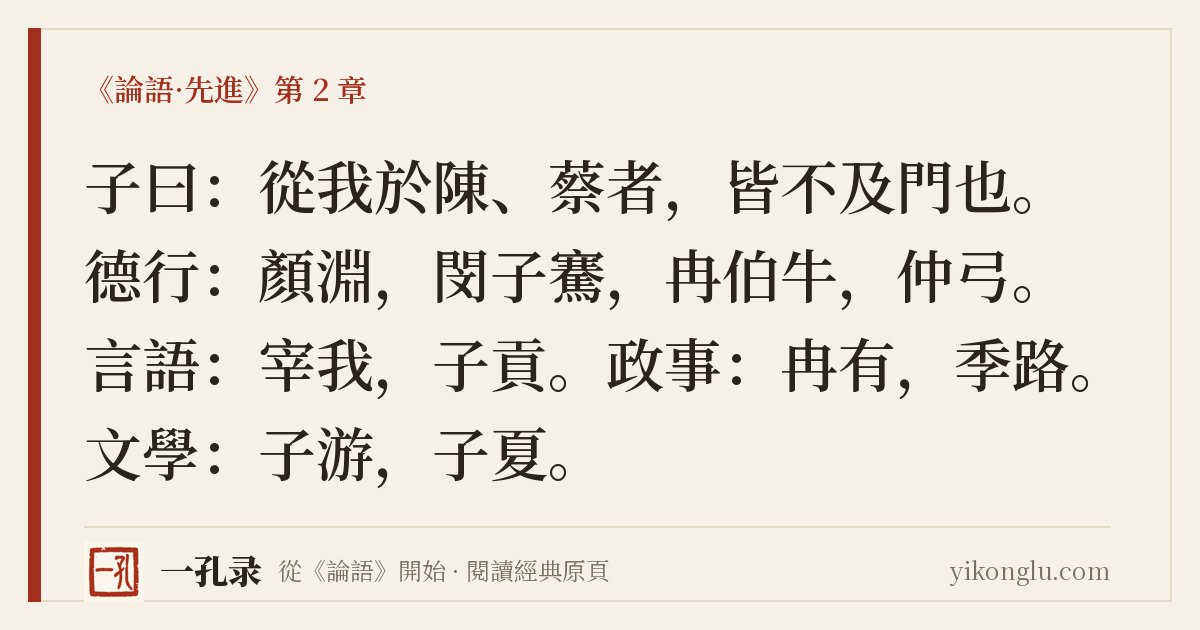 《論語·先進》第 2 章
子曰：從我於陳、蔡者，皆不及門也。
德行：顏淵，閔子騫，冉伯牛，仲弓。
言語：宰我，子貢。政事：冉有，季路。
文學：子游，子夏。
一孔
一孔录 從《論語》開始 · 閱讀經典原頁
yikonglu.com